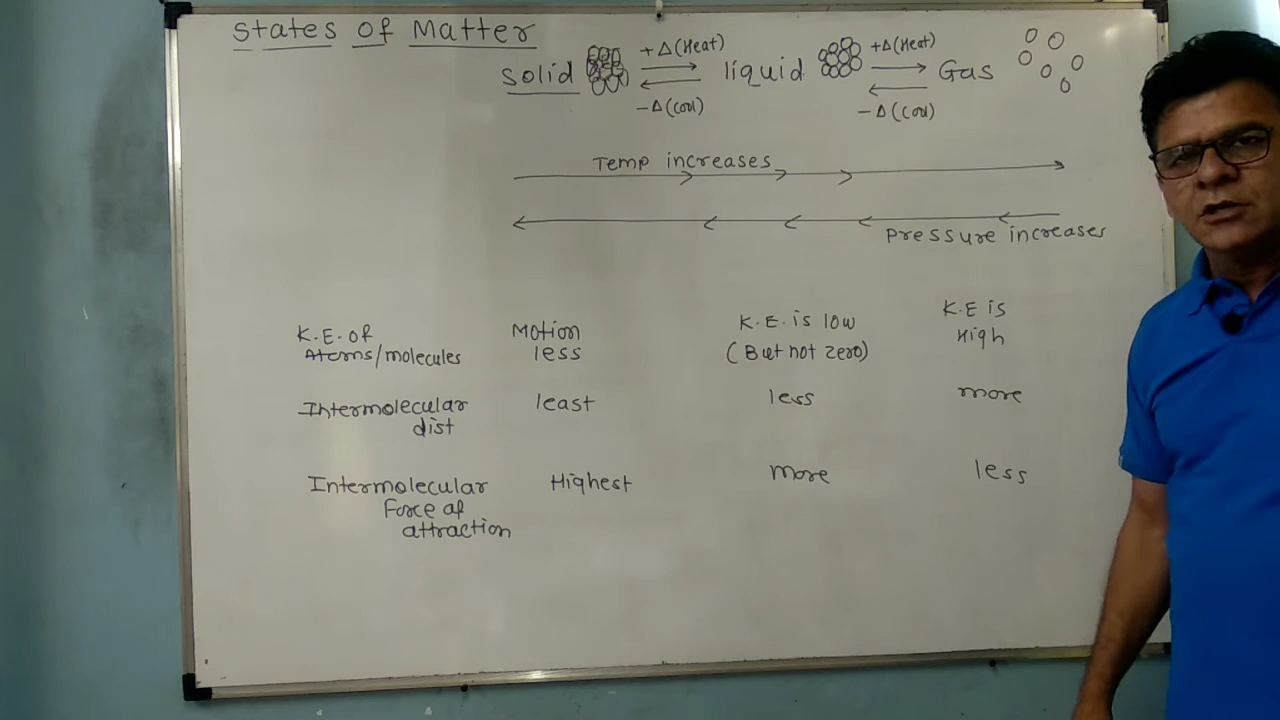 States of Matter
solid +Δ(Heat) liquid +Δ(Heat) Gas
-Δ(Cool) -Δ(Cool)
Temp increases
Pressure increases
K.E. of Motion K.E. is low K.E is
Atoms/molecules less (But not zero) High
Intermolecular least less more
dist
Intermolecular Highest more less
Force of
attraction